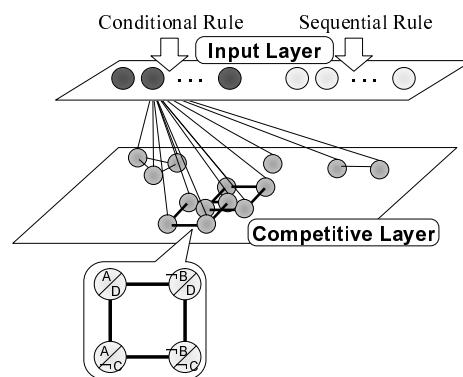 Conditional Rule Sequential Rule
Input Layer
... ...
Competitive Layer
A D ¬B D
A ¬C ¬B ¬C